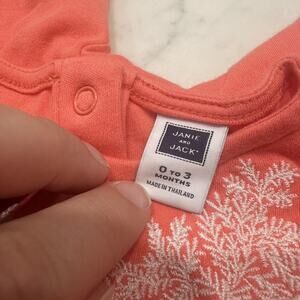 JANIE
AND
JACK
0 TO 3
MONTHS
MADE IN THAILAND